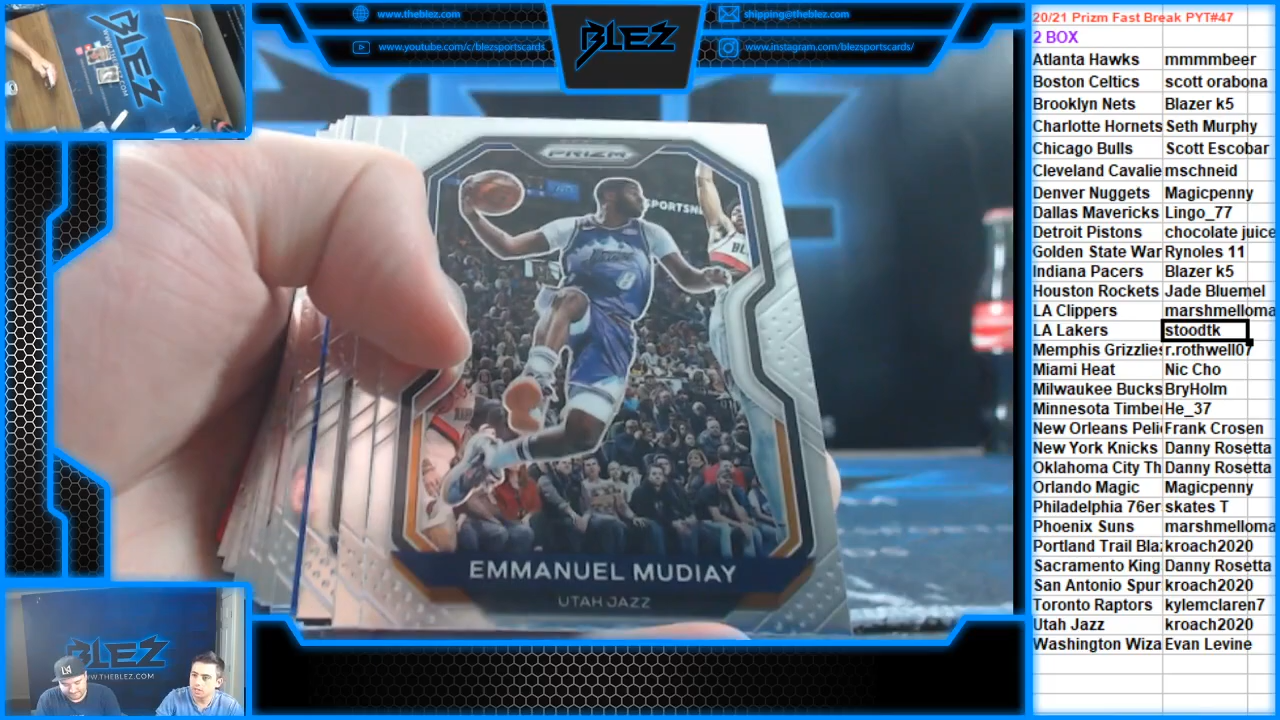 www.theblez.com
www.youtube.com/c/blezsportscards
BLEZ
shipping@theblez.com
www.instagram.com/blezsportscards/
PRIZM
SPORTSN
EMMANUEL MUDIAY
UTAH JAZZ
BLEZ
BLEZ
WWW.THEBLEZ.COM
20/21 Prizm Fast Break PYT#47
2 BOX
Atlanta Hawks mmmmbeer
Boston Celtics scott orabona
Brooklyn Nets Blazer k5
Charlotte Hornets Seth Murphy
Chicago Bulls Scott Escobar
Cleveland Cavalie mschneid
Denver Nuggets Magicpenny
Dallas Mavericks Lingo_77
Detroit Pistons chocolate juice
Golden State War Rynoles 11
Indiana Pacers Blazer k5
Houston Rockets Jade Bluemel
LA Clippers marshmelloma
LA Lakers stoodtk
Memphis Grizzlies r.rothwell07
Miami Heat Nic Cho
Milwaukee Bucks BryHolm
Minnesota Timbe He_37
New Orleans Peli Frank Crosen
New York Knicks Danny Rosetta
Oklahoma City Th Danny Rosetta
Orlando Magic Magicpenny
Philadelphia 76er skates T
Phoenix Suns marshmelloma
Portland Trail Bla kroach2020
Sacramento King Danny Rosetta
San Antonio Spur kroach2020
Toronto Raptors kylemclaren7
Utah Jazz kroach2020
Washington Wiza Evan Levine